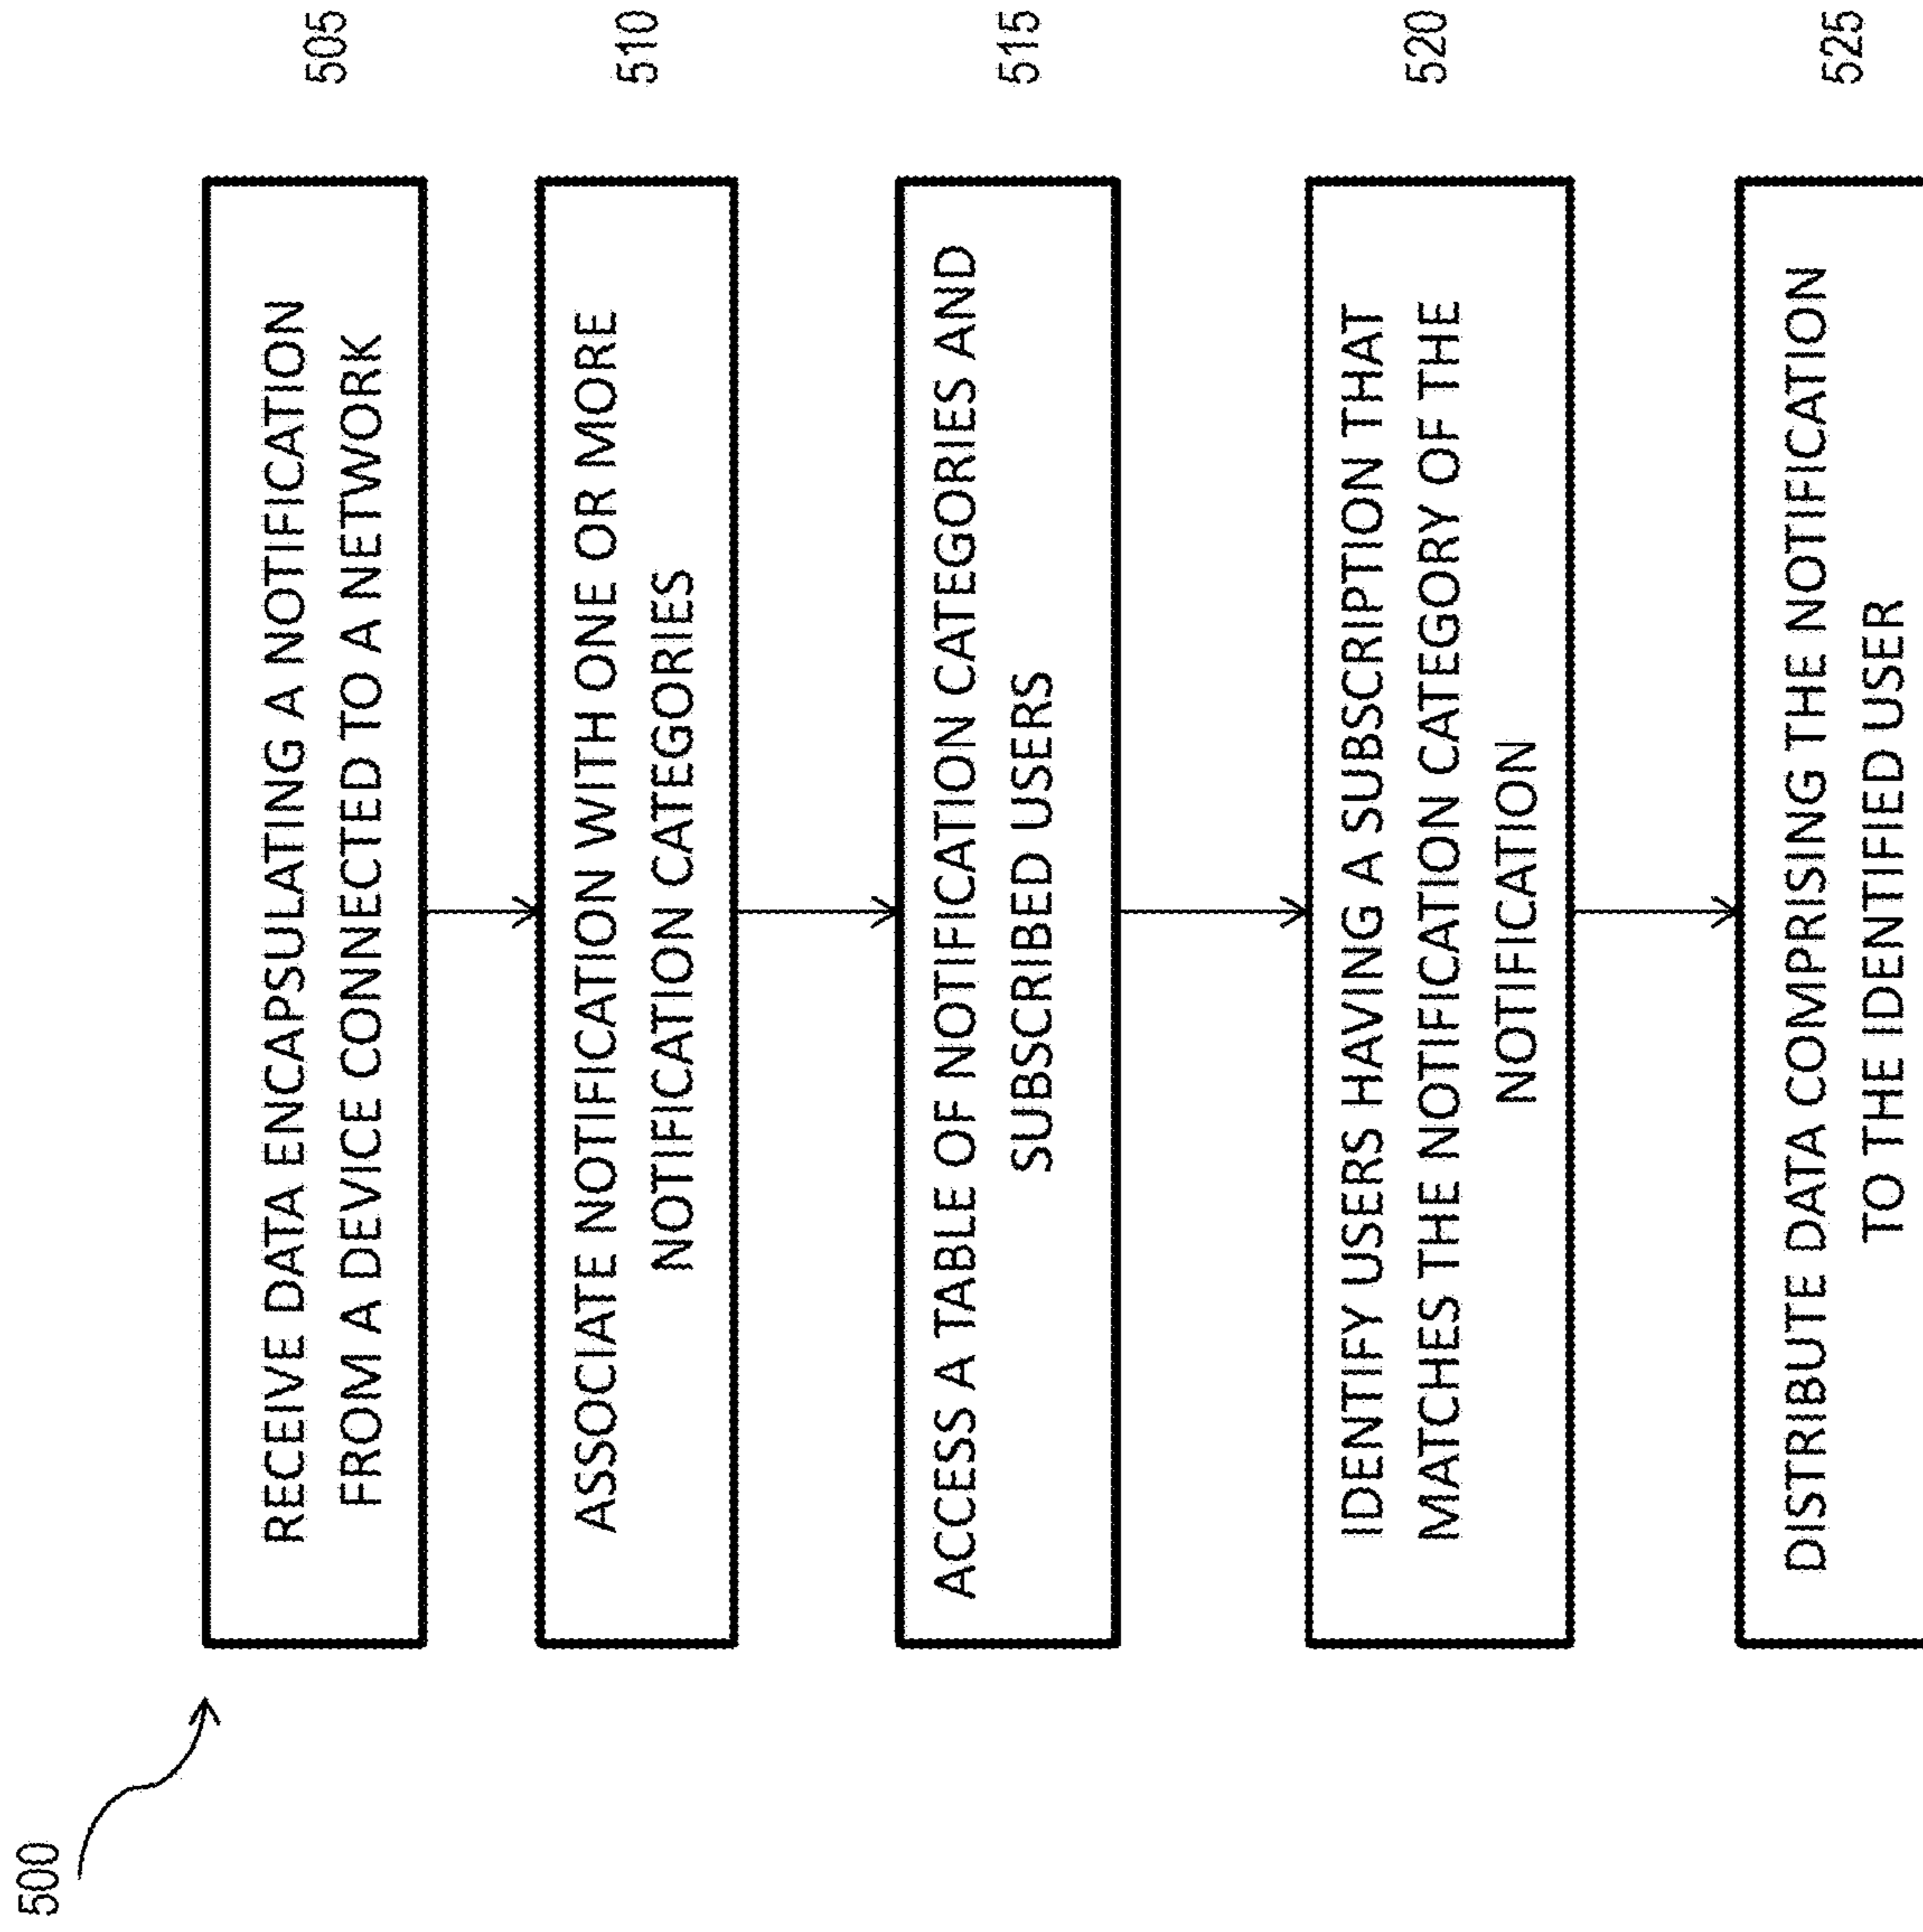 500
RECEIVE DATA ENCAPSULATING A NOTIFICATION
FROM A DEVICE CONNECTED TO A NETWORK
505
ASSOCIATE NOTIFICATION WITH ONE OR MORE
NOTIFICATION CATEGORIES
510
ACCESS A TABLE OF NOTIFICATION CATEGORIES AND
SUBSCRIBED USERS
515
IDENTIFY USERS HAVING A SUBSCRIPTION THAT
MATCHES THE NOTIFICATION CATEGORY OF THE
NOTIFICATION
520
DISTRIBUTE DATA COMPRISING THE NOTIFICATION
TO THE IDENTIFIED USER
525